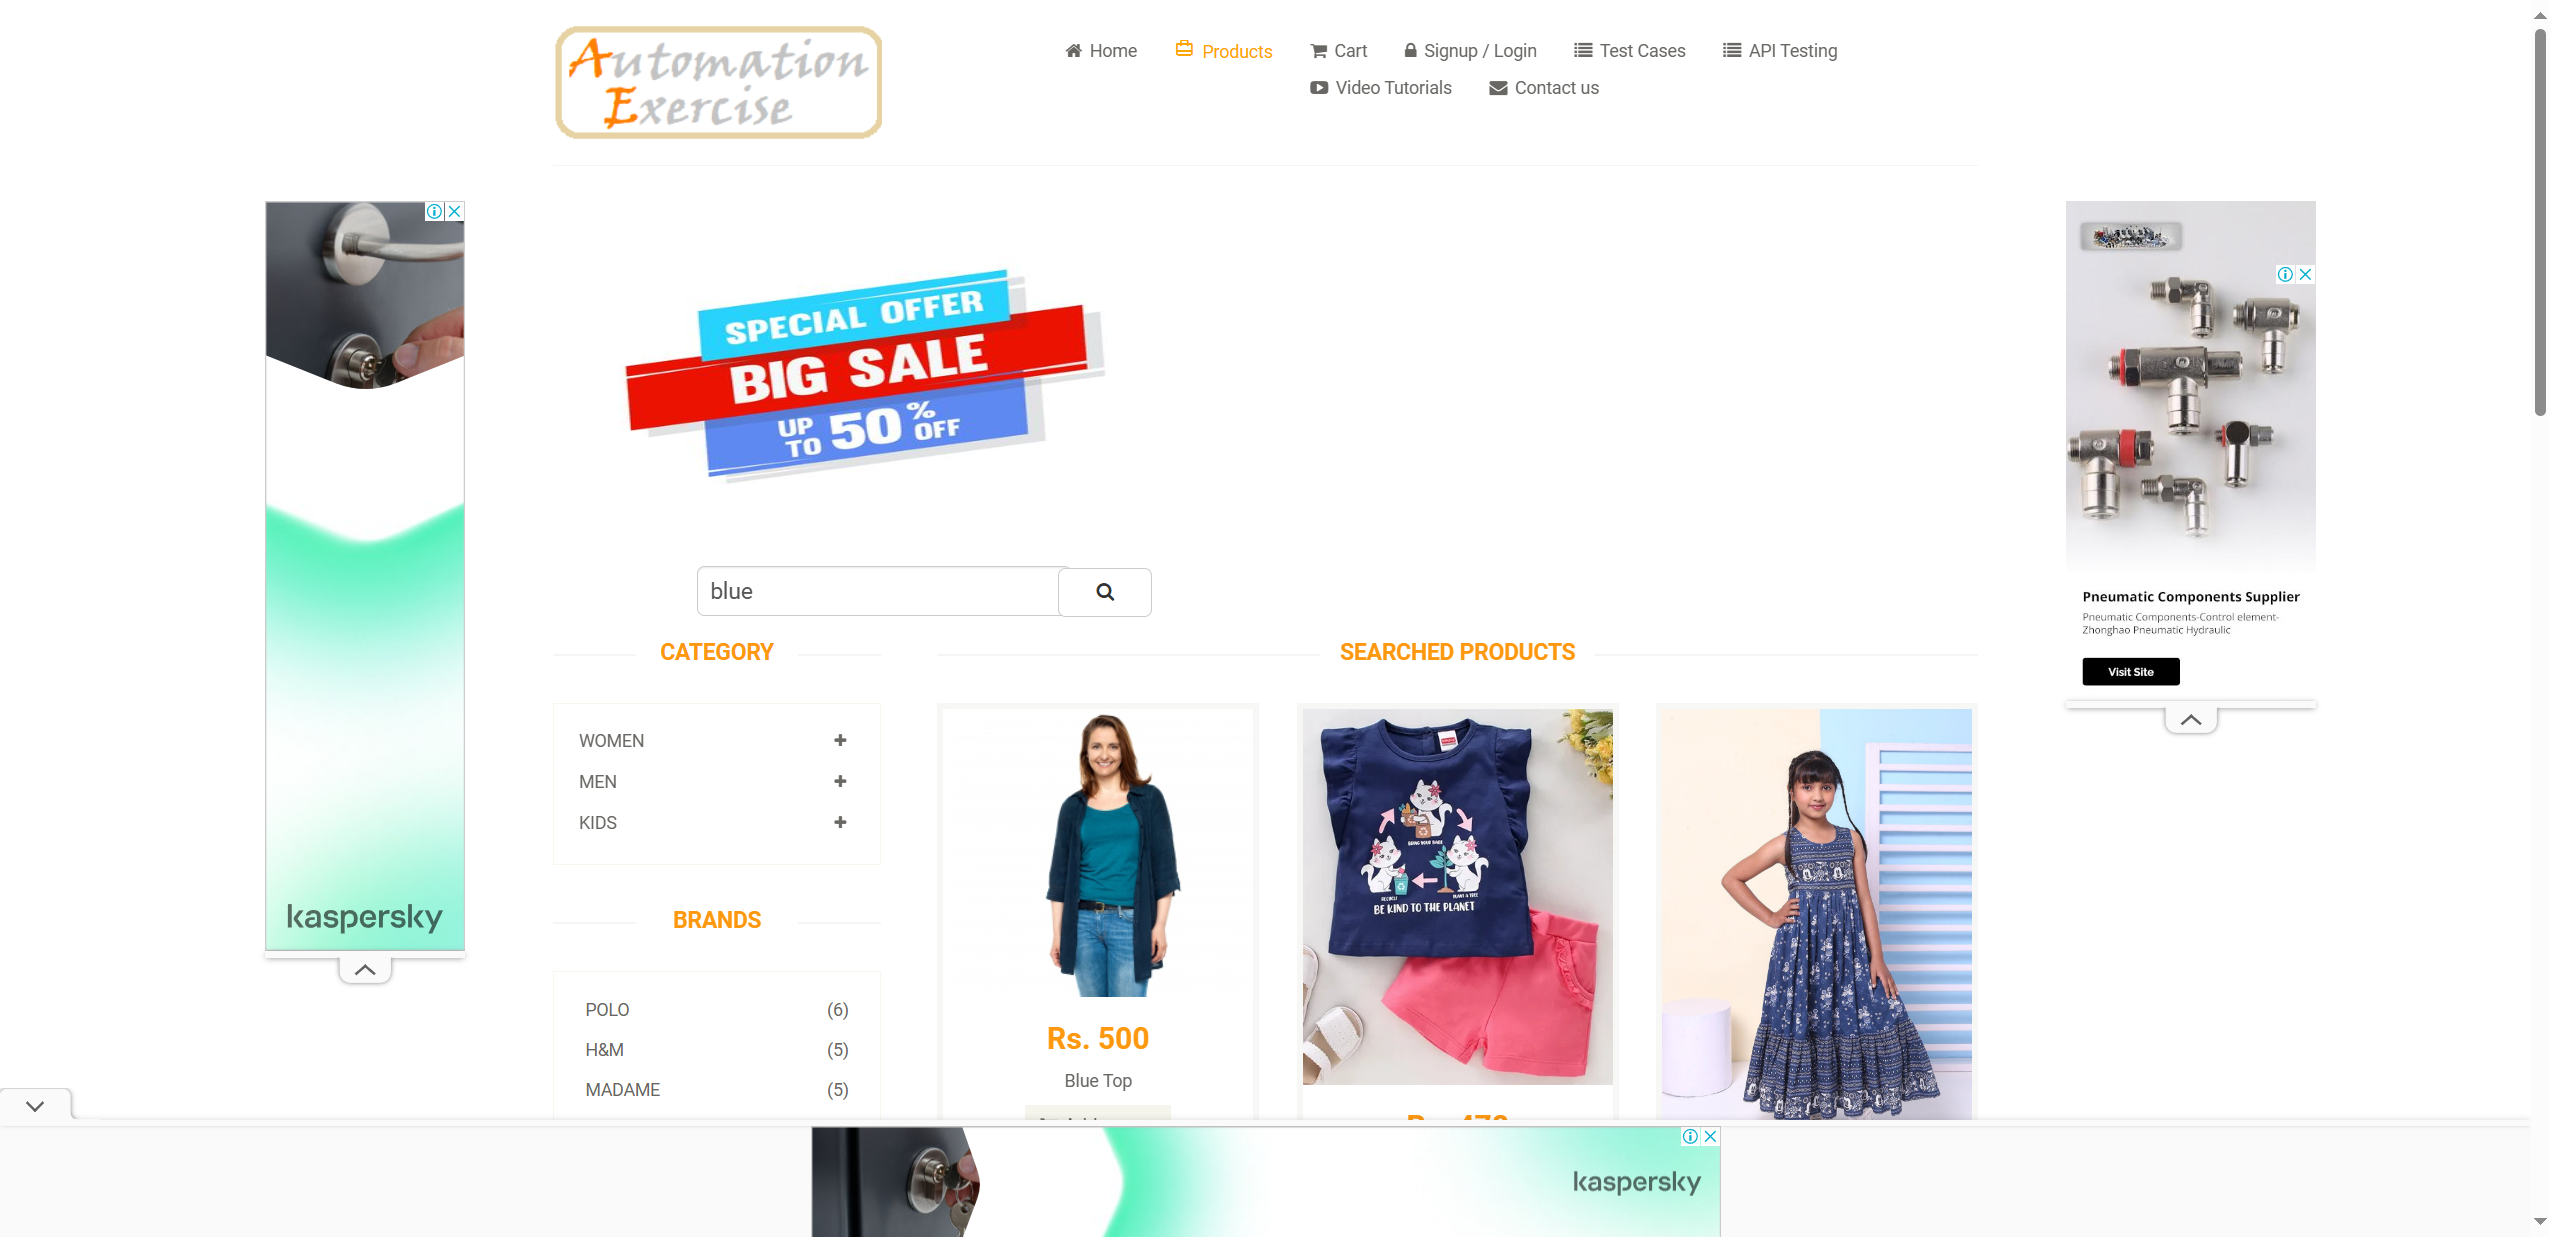 Automation
Exercise
Home
Products
Cart
Signup / Login
Test Cases
API Testing
Video Tutorials
Contact us
SPECIAL OFFER
BIG SALE
UP TO 50% OFF
blue
CATEGORY
WOMEN
MEN
KIDS
BRANDS
POLO (6)
H&M (5)
MADAME (5)
SEARCHED PRODUCTS
Rs. 500
Blue Top
BE KIND TO THE PLANET
kaspersky
Pneumatic Components Supplier
Pneumatic Components-Control element-
Zhonghao Pneumatic Hydraulic
Visit Site
kaspersky